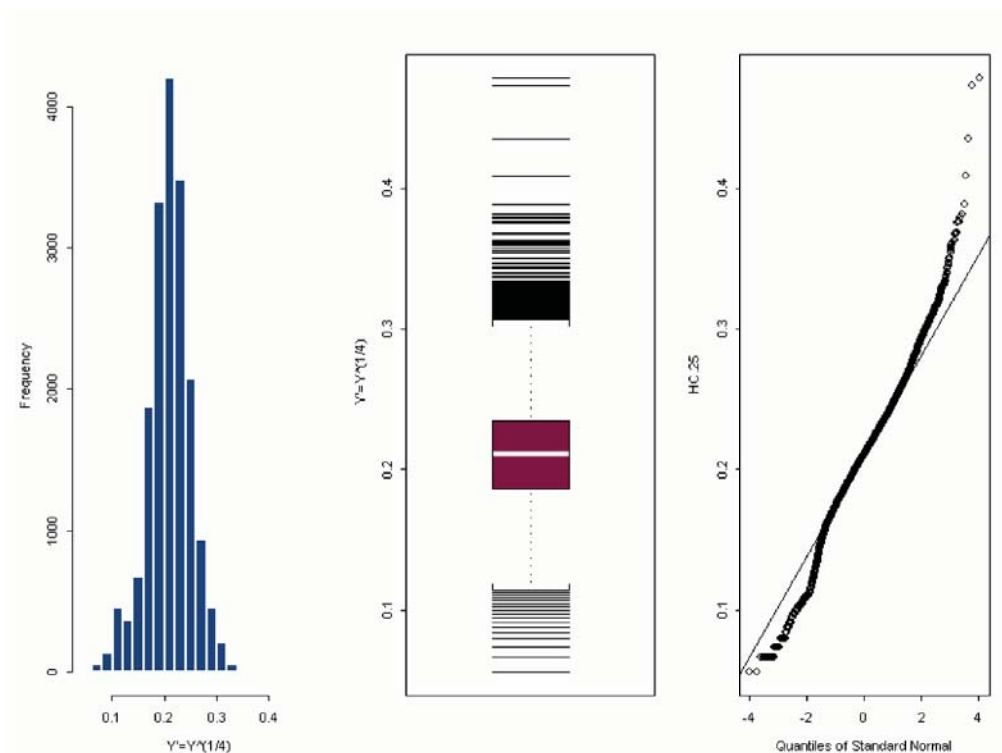 Frequency
4000
3000
2000
1000
0
0.1 0.2 0.3 0.4
Y'=Y^(1/4)
Y'=Y^(1/4)
0.4
0.3
0.2
0.1
HC.25
0.4
0.3
0.2
0.1
-4 -2 0 2 4
Quantiles of Standard Normal